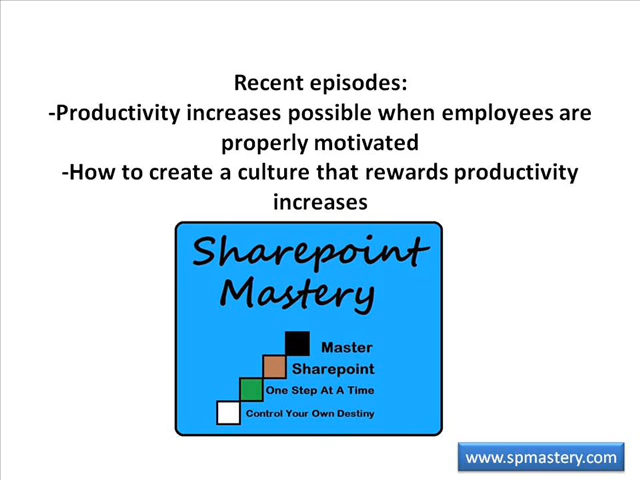 Recent episodes:
-Productivity increases possible when employees are
properly motivated
-How to create a culture that rewards productivity
increases
Sharepoint
Mastery
Master
Sharepoint
One Step At A Time
Control Your Own Destiny
www.spmastery.com